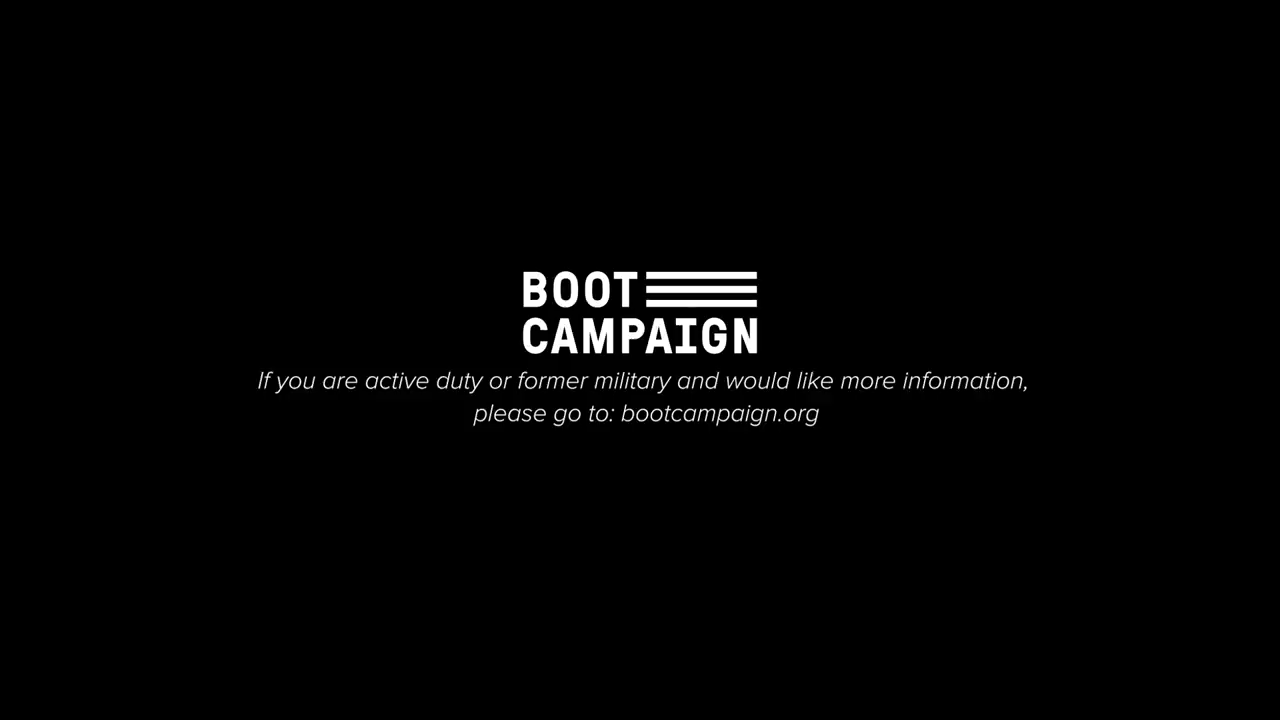 BOOT
CAMPAIGN
If you are active duty or former military and would like more information,
please go to: bootcampaign.org